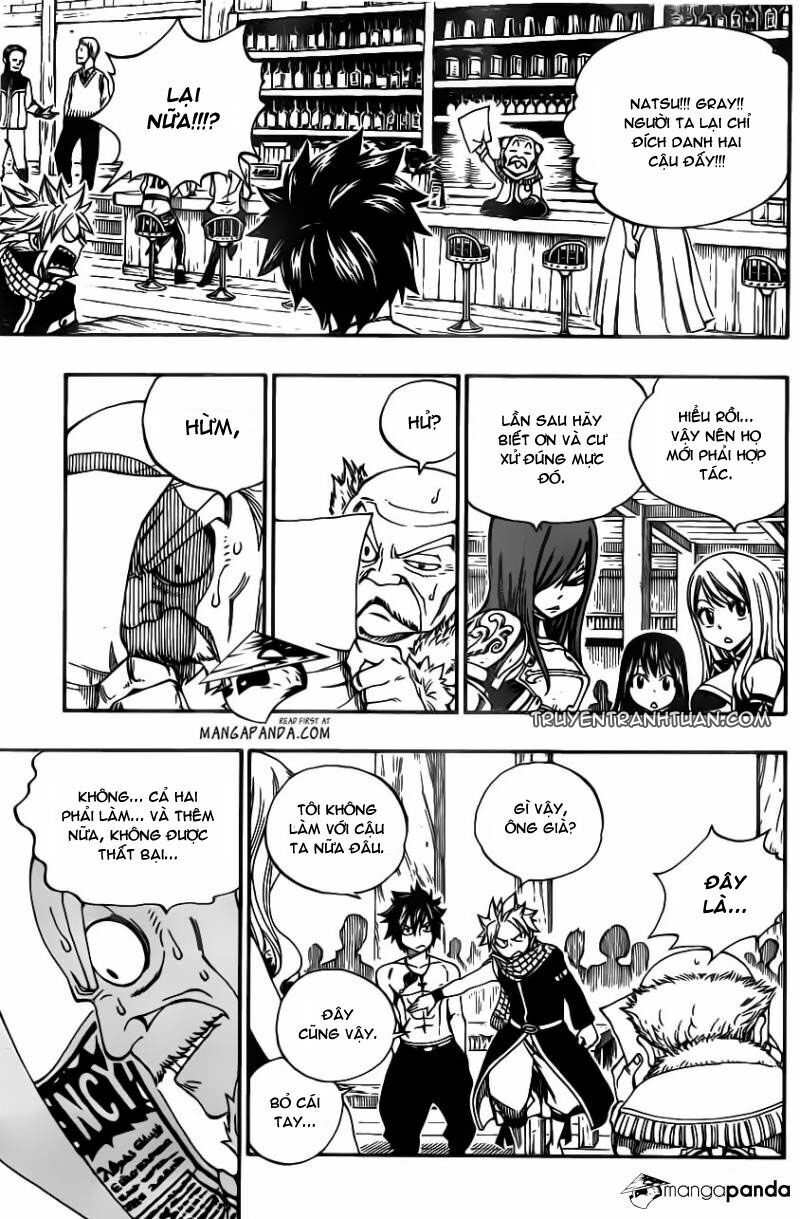 NATSU!!! GRAY!!
NGƯỜI TA LẠI CHỈ
ĐÍCH DANH HAI
CẬU ĐẤY!!!
LẠI
NỮA!!!?
HIỂU RỒI...
VẬY NÊN HỌ
MỚI PHẢI HỢP
TÁC.
LẦN SAU HÃY
BIẾT ƠN VÀ CƯ
XỬ ĐÚNG MỰC
ĐÓ.
HỬ?
HỪM,
READ FIRST AT
MANGAPANDA.COM
TRUYENTRANHTUAN.COM
ĐÂY
LÀ...
GÌ VẬY,
ÔNG GIÀ?
TÔI KHÔNG
LÀM VỚI CẬU
TA NỮA ĐÂU.
ĐÂY
CŨNG VẬY.
BỎ CÁI
TAY...
KHÔNG... CẢ HAI
PHẢI LÀM... VÀ THÊM
NỮA, KHÔNG ĐƯỢC
THẤT BẠI...
NCY
mangapanda